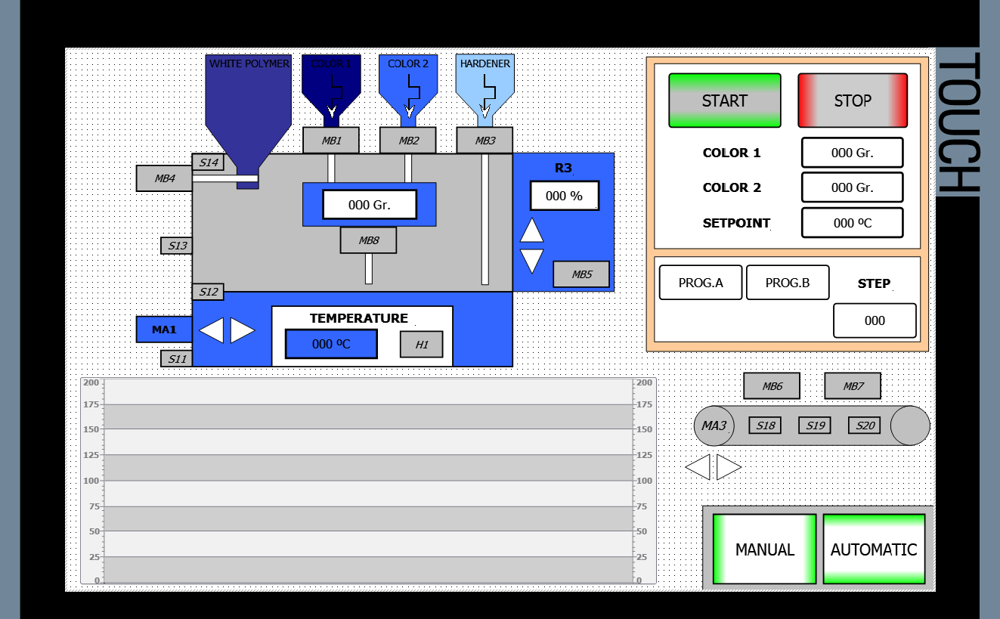 WHITE POLYMER
COLOR 1
COLOR 2
HARDENER
MB1
MB2
MB3
S14
MB4
000 Gr.
MB8
S13
S12
R3
000 %
MB5
MA1
S11
TEMPERATURE
000 ºC
H1
START
STOP
COLOR 1
000 Gr.
COLOR 2
000 Gr.
SETPOINT
000 ºC
PROG.A
PROG.B
STEP
000
TOUCH
200
175
150
125
100
75
50
25
0
200
175
150
125
100
75
50
25
0
MB6
MB7
MA3
S18
S19
S20
MANUAL
AUTOMATIC